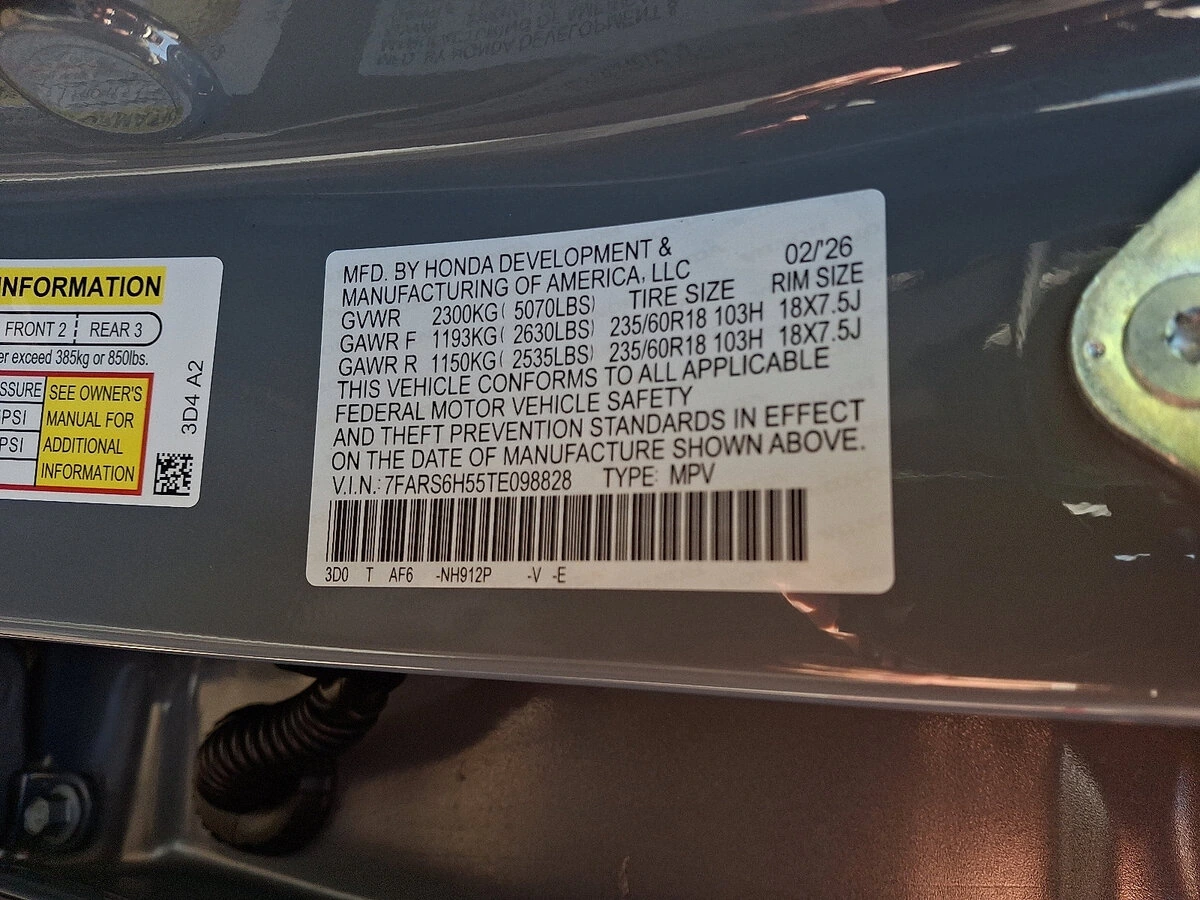 INFORMATION
FRONT 2 REAR 3
exceed 385kg or 850lbs.
SEE OWNER'S
PSI MANUAL FOR
PSI ADDITIONAL
INFORMATION
3D4 A2
MFD. BY HONDA DEVELOPMENT & 02/'26
MANUFACTURING OF AMERICA, LLC
TIRE SIZE RIM SIZE
GVWR 2300KG( 5070LBS)
GAWR F 1193KG( 2630LBS) 235/60R18 103H 18X7.5J
GAWR R 1150KG( 2535LBS) 235/60R18 103H 18X7.5J
THIS VEHICLE CONFORMS TO ALL APPLICABLE
FEDERAL MOTOR VEHICLE SAFETY
AND THEFT PREVENTION STANDARDS IN EFFECT
ON THE DATE OF MANUFACTURE SHOWN ABOVE.
V.I.N.: 7FARS6H55TE098828 TYPE: MPV
3D0 T AF6 -NH912P -V -E